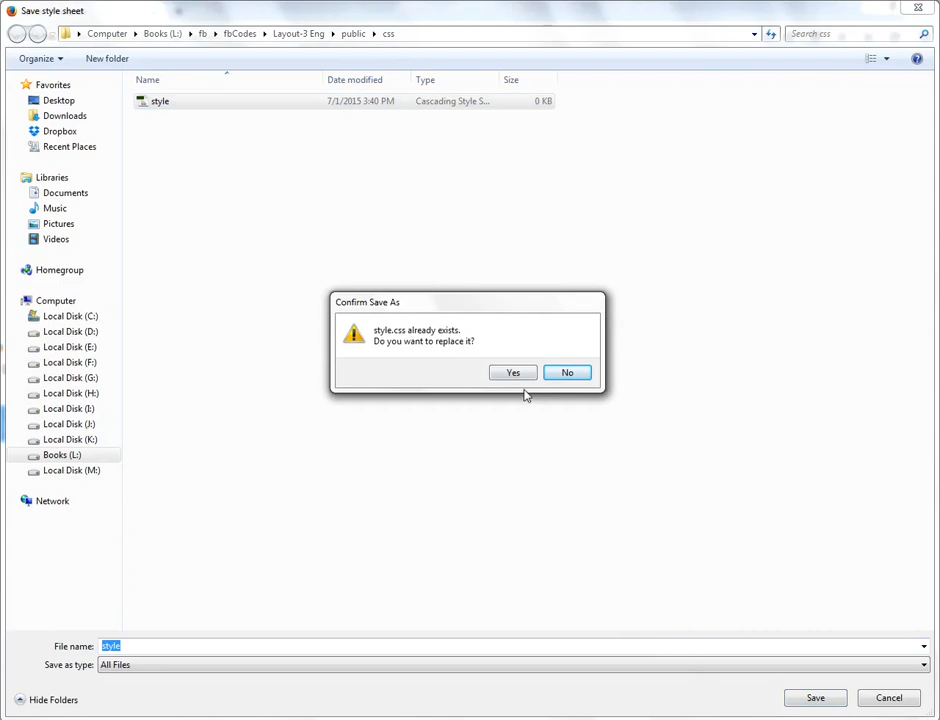 Save style sheet
Computer Books (L:) fb fbCodes Layout-3 Eng public css
Search css
Organize New folder
Name Date modified Type Size
style 7/1/2015 3:40 PM Cascading Style S... 0 KB
Favorites
Desktop
Downloads
Dropbox
Recent Places
Libraries
Documents
Music
Pictures
Videos
Homegroup
Computer
Local Disk (C:)
Local Disk (D:)
Local Disk (E:)
Local Disk (F:)
Local Disk (G:)
Local Disk (H:)
Local Disk (I:)
Local Disk (J:)
Local Disk (K:)
Books (L:)
Local Disk (M:)
Network
Confirm Save As
style.css already exists.
Do you want to replace it?
Yes No
File name: style
Save as type: All Files
Hide Folders
Save Cancel